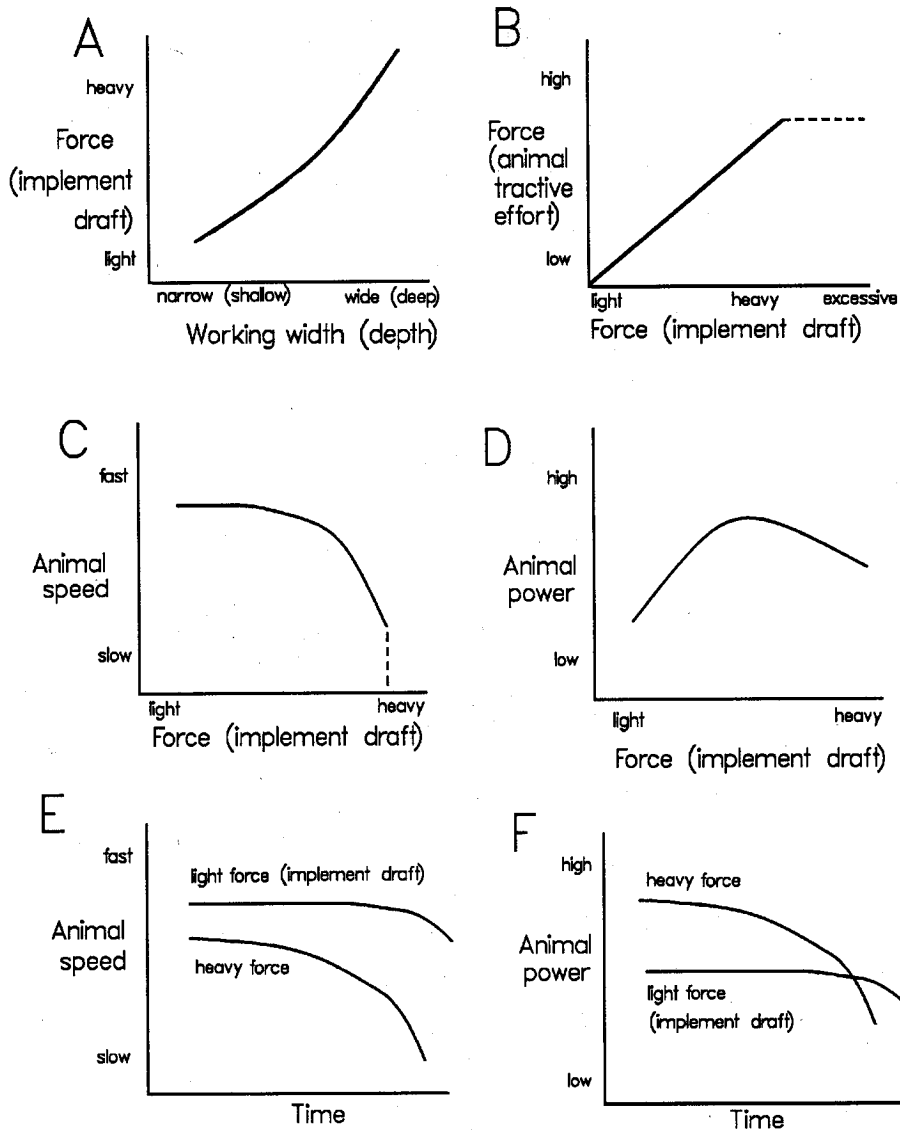 A
heavy
Force
(implement
draft)
light
narrow (shallow)
wide (deep)
Working width (depth)
B
high
Force
(animal
tractive
effort)
low
light
heavy
excessive
Force (implement draft)
C
fast
Animal
speed
slow
light
heavy
Force (implement draft)
D
high
Animal
power
low
light
heavy
Force (implement draft)
E
fast
light force (implement draft)
Animal
speed
heavy force
slow
Time
F
high
heavy force
Animal
power
light force
(implement draft)
low
Time